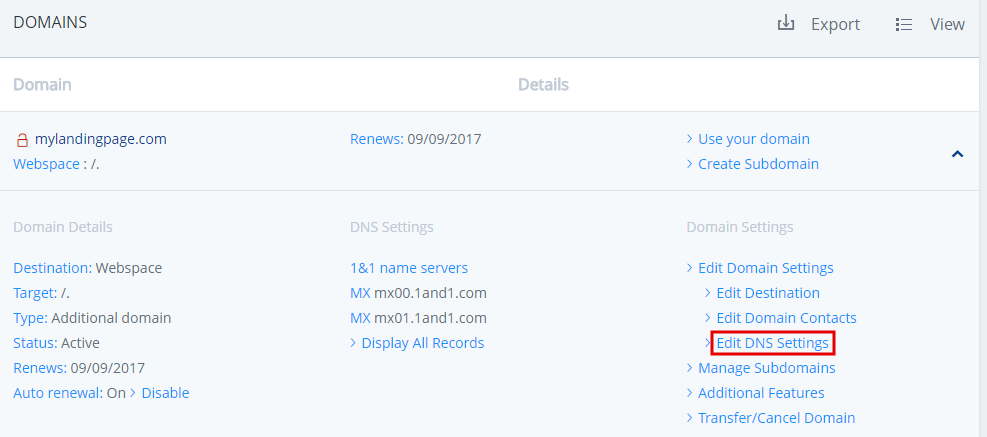 DOMAINS Export View
Domain Details
mylandingpage.com Renews: 09/09/2017 > Use your domain
Webspace : /. > Create Subdomain
Domain Details DNS Settings Domain Settings
Destination: Webspace 1&1 name servers > Edit Domain Settings
Target: /. MX mx00.1and1.com > Edit Destination
Type: Additional domain MX mx01.1and1.com > Edit Domain Contacts
Status: Active > Display All Records > Edit DNS Settings
Renews: 09/09/2017 > Manage Subdomains
Auto renewal: On > Disable > Additional Features
> Transfer/Cancel Domain